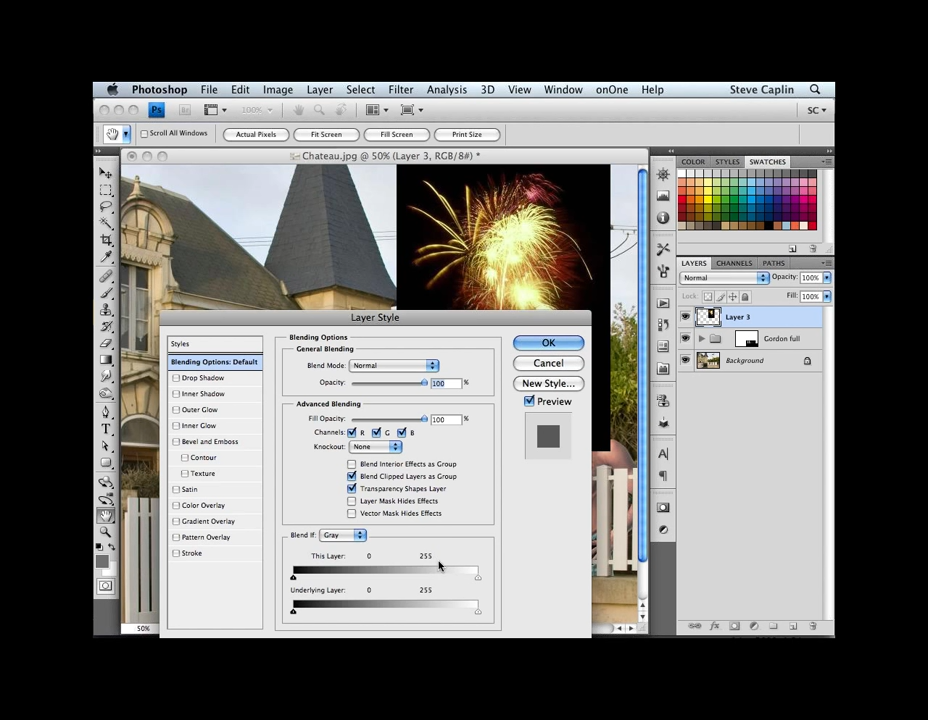 Photoshop File Edit Image Layer Select Filter Analysis 3D View Window onOne Help Steve Caplin
Ps Br 100% SC
Scroll All Windows Actual Pixels Fit Screen Fill Screen Print Size
Chateau.jpg @ 50% (Layer 3, RGB/8#) *
COLOR STYLES SWATCHES
LAYERS CHANNELS PATHS
Normal Opacity: 100%
Lock: Fill: 100%
Layer 3
Gordon full
Background
Layer Style
Styles
Blending Options: Default
Drop Shadow
Inner Shadow
Outer Glow
Inner Glow
Bevel and Emboss
Contour
Texture
Satin
Color Overlay
Gradient Overlay
Pattern Overlay
Stroke
Blending Options
General Blending
Blend Mode: Normal
Opacity: 100 %
Advanced Blending
Fill Opacity: 100 %
Channels: R G B
Knockout: None
Blend Interior Effects as Group
Blend Clipped Layers as Group
Transparency Shapes Layer
Layer Mask Hides Effects
Vector Mask Hides Effects
Blend If: Gray
This Layer: 0 255
Underlying Layer: 0 255
OK
Cancel
New Style...
Preview
50%